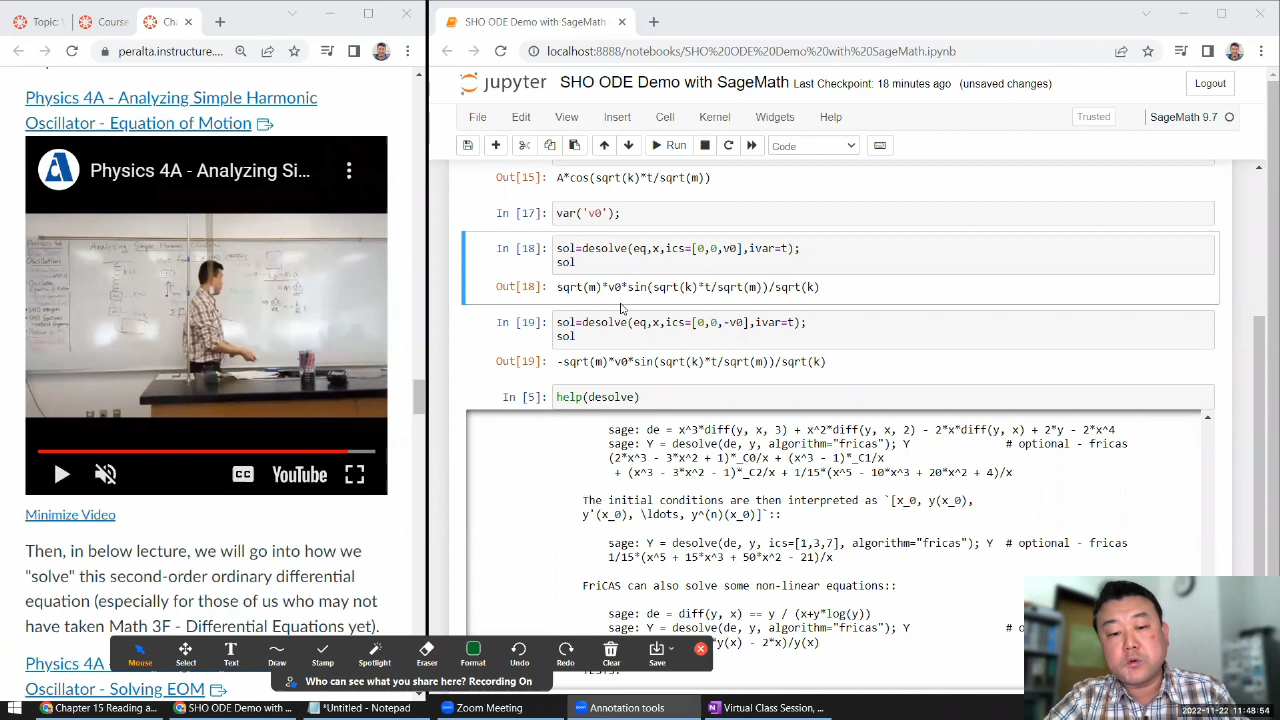 Topic:
Course
Cha
peralta.instructure....
Physics 4A - Analyzing Simple Harmonic
Oscillator - Equation of Motion
Physics 4A - Analyzing Si...
CC
YouTube
Minimize Video
Then, in below lecture, we will go into how we
"solve" this second-order ordinary differential
equation (especially for those of us who may not
have taken Math 3F - Differential Equations yet).
Physics 4A -
Oscillator - Solving EOM
SHO ODE Demo with SageMath
localhost:8888/notebooks/SHO%20ODE%20Demo%20with%20SageMath.ipynb
jupyter SHO ODE Demo with SageMath Last Checkpoint: 18 minutes ago (unsaved changes)
Logout
File Edit View Insert Cell Kernel Widgets Help
Trusted
SageMath 9.7
Run
Code
Out[15]: A*cos(sqrt(k)*t/sqrt(m))
In [17]: var('v0');
In [18]: sol=desolve(eq,x,ics=[0,0,v0],ivar=t);
sol
Out[18]: sqrt(m)*v0*sin(sqrt(k)*t/sqrt(m))/sqrt(k)
In [19]: sol=desolve(eq,x,ics=[0,0,-v0],ivar=t);
sol
Out[19]: -sqrt(m)*v0*sin(sqrt(k)*t/sqrt(m))/sqrt(k)
In [5]: help(desolve)
sage: de = x^3*diff(y, x, 3) + x^2*diff(y, x, 2) - 2*x*diff(y, x) + 2*y - 2*x^4
sage: Y = desolve(de, y, algorithm="fricas"); Y # optional - fricas
(2*x^3 - 3*x^2 + 1)*_C0/x + (x^3 - 1)*_C1/x
+ (x^3 - 3*x^2 - 1)*_C2/x + 1/15*(x^5 - 10*x^3 + 20*x^2 + 4)/x
The initial conditions are then interpreted as `[x_0, y(x_0),
y'(x_0), \ldots, y^(n)(x_0)]`::
sage: Y = desolve(de, y, ics=[1,3,7], algorithm="fricas"); Y # optional - fricas
1/15*(x^5 + 15*x^3 + 50*x^2 - 21)/x
FriCAS can also solve some non-linear equations::
sage: de = diff(y, x) == y / (x+y*log(y))
sage: Y = desolve(de, y, algorithm="fricas"); Y
y(x) - 2*x)/y(x)
TESTS:
Mouse Select Text Draw Stamp Spotlight Eraser Format Undo Redo Clear Save
Who can see what you share here? Recording On
Chapter 15 Reading a...
SHO ODE Demo with...
*Untitled - Notepad
Zoom Meeting
Annotation tools
Virtual Class Session, ...
2022-11-22 11:48:54